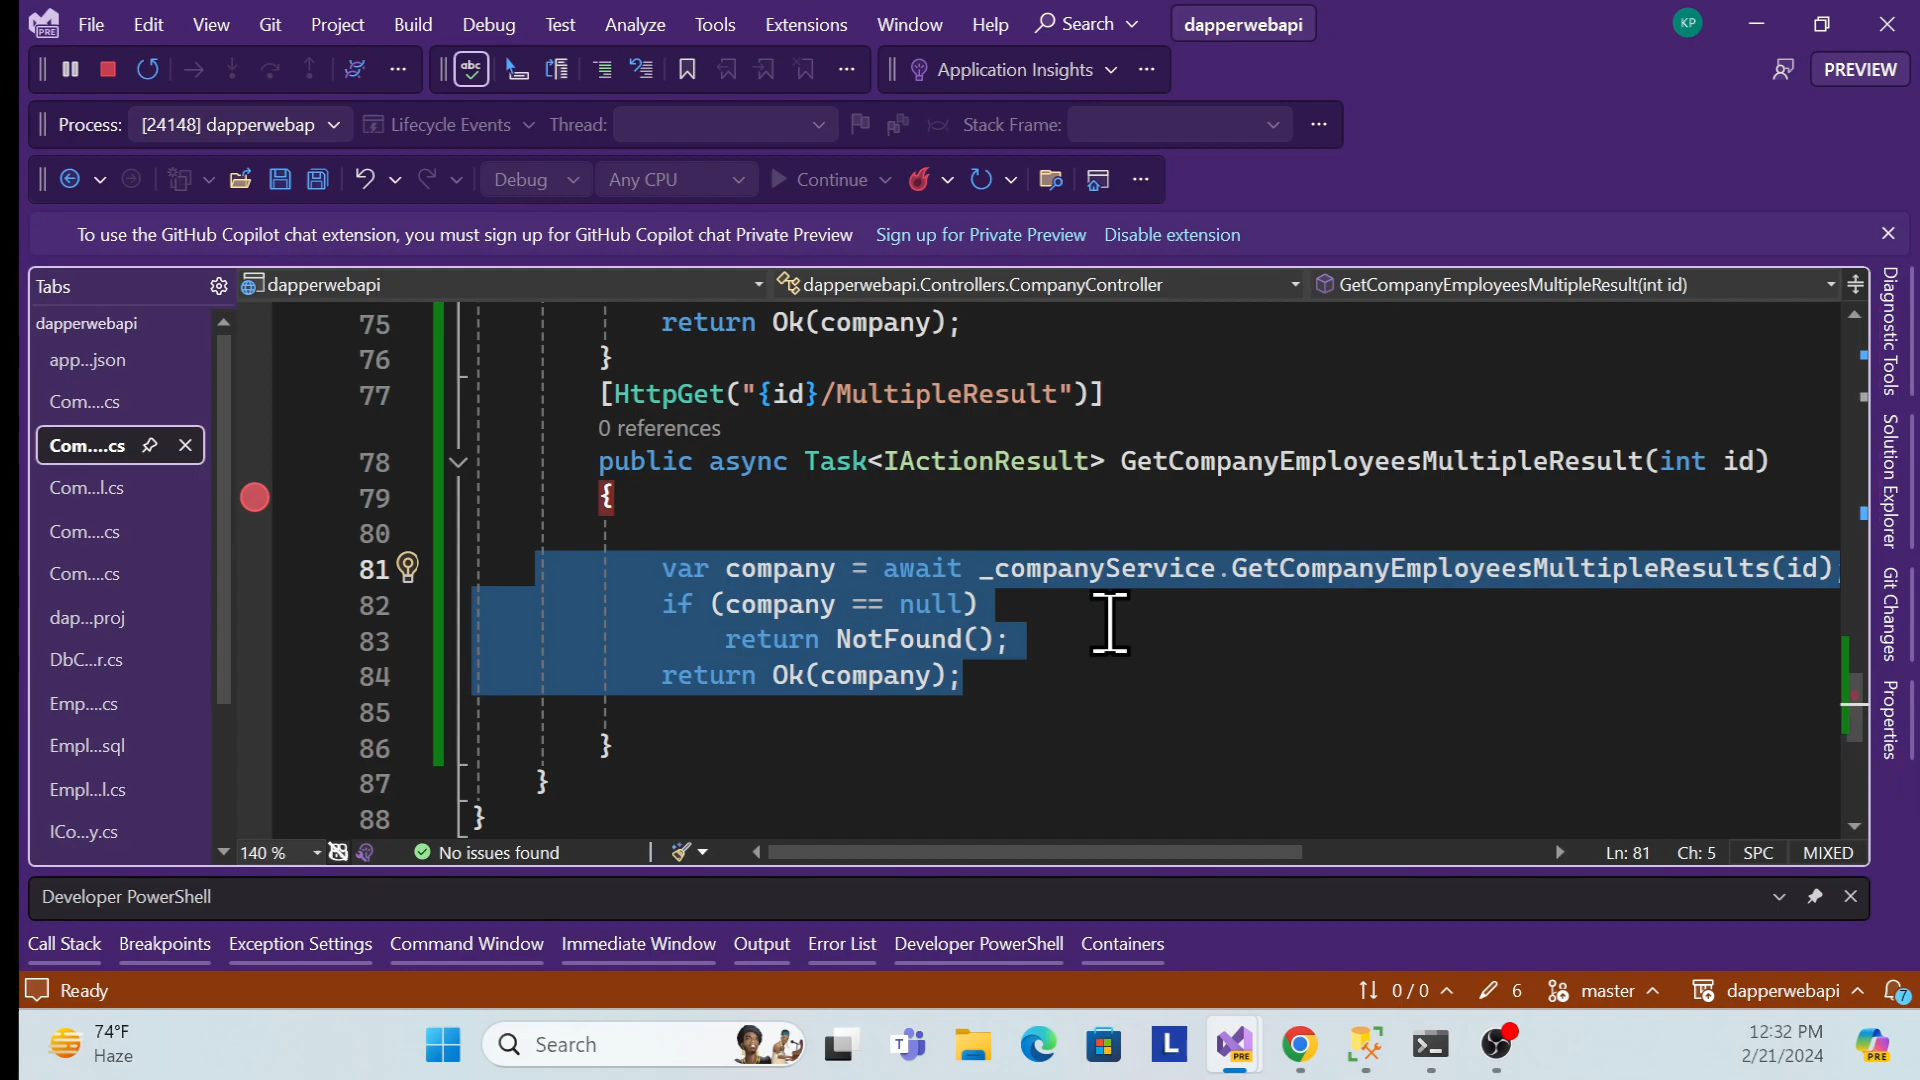 File Edit View Git Project Build Debug Test Analyze Tools Extensions Window Help Search dapperwebapi KP
PRE
abc Application Insights PREVIEW
Process: [24148] dapperwebap Lifecycle Events Thread: Stack Frame:
Debug Any CPU Continue
To use the GitHub Copilot chat extension, you must sign up for GitHub Copilot chat Private Preview Sign up for Private Preview Disable extension
Tabs
dapperwebapi
app...json
Com....cs
Com....cs
Com...l.cs
Com....cs
Com....cs
dap...proj
DbC...r.cs
Emp....cs
Empl...sql
Empl...l.cs
ICo...y.cs
dapperwebapi dapperwebapi.Controllers.CompanyController GetCompanyEmployeesMultipleResult(int id)
75 return Ok(company);
76 }
77 [HttpGet("{id}/MultipleResult")]
0 references
78 public async Task<IActionResult> GetCompanyEmployeesMultipleResult(int id)
79 {
80
81 var company = await _companyService.GetCompanyEmployeesMultipleResults(id);
82 if (company == null)
83 return NotFound();
84 return Ok(company);
85
86 }
87 }
88 }
140 % No issues found Ln: 81 Ch: 5 SPC MIXED
Diagnostic Tools
Solution Explorer
Git Changes
Properties
Developer PowerShell
Call Stack Breakpoints Exception Settings Command Window Immediate Window Output Error List Developer PowerShell Containers
Ready 0 / 0 6 master dapperwebapi 7
74°F
Haze
Search
T
L
PRE
12:32 PM
2/21/2024
PRE